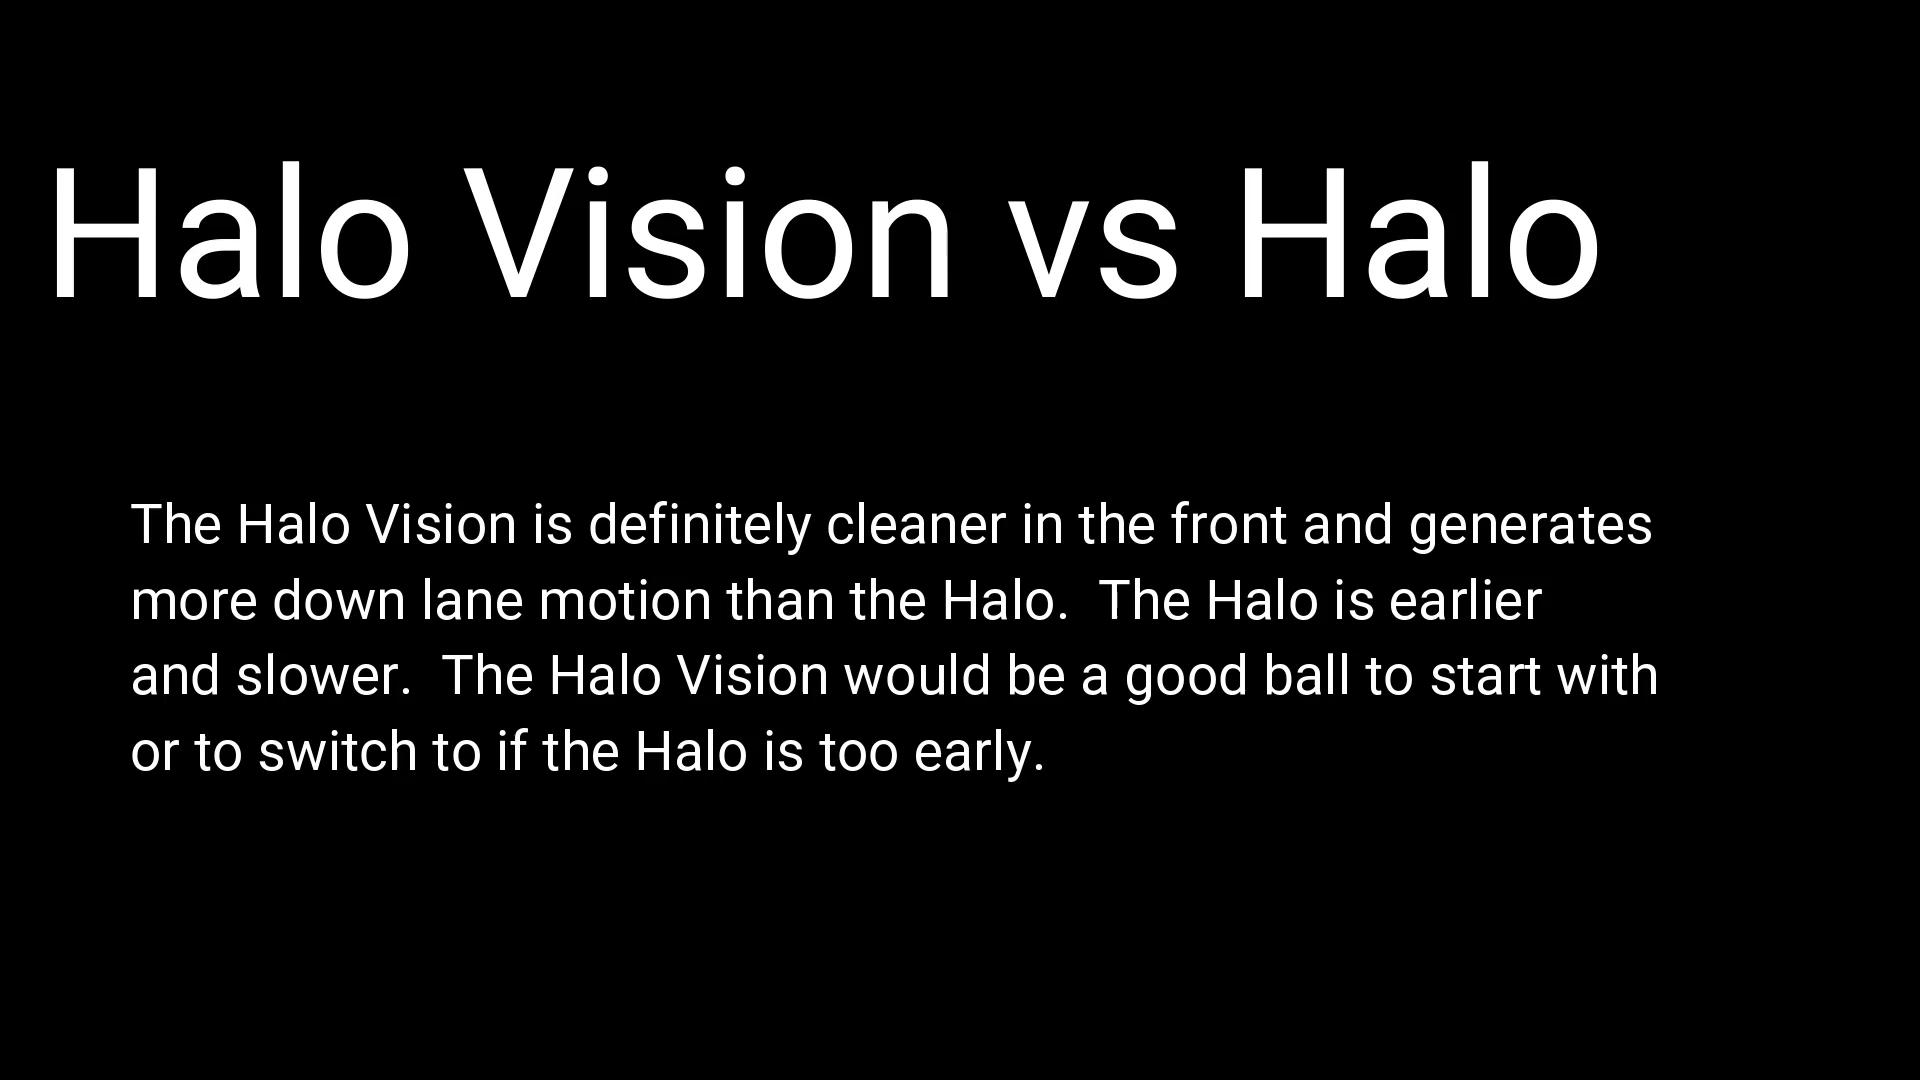 Halo Vision vs Halo
The Halo Vision is definitely cleaner in the front and generates
more down lane motion than the Halo.  The Halo is earlier
and slower.  The Halo Vision would be a good ball to start with
or to switch to if the Halo is too early.